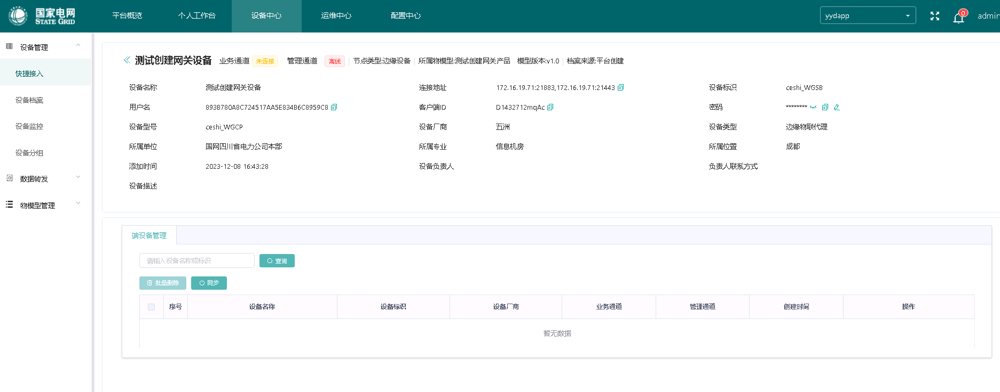 国家电网
STATE GRID
平台概览 个人工作台 设备中心 运维中心 配置中心 yydapp 0 admin
设备管理
快捷接入
设备档案
设备监控
设备分组
数据转发
物模型管理
测试创建网关设备 业务通道 未连接 管理通道 离线 节点类型:边缘设备 所属物模型:测试创建网关产品 模型版本:v1.0 档案来源:平台创建
设备名称 测试创建网关设备 连接地址 172.16.19.71:21883,172.16.19.71:21443 设备标识 ceshi_WGSB
用户名 893B780A8C724517AA5E834B6C8959C8 客户端ID D1432712mqAc 密码 ********
设备型号 ceshi_WGCP 设备厂商 五洲 设备类型 边缘物联代理
所属单位 国网四川省电力公司本部 所属专业 信息机房 所属位置 成都
添加时间 2023-12-08 16:43:28 设备负责人 负责人联系方式
设备描述
端设备管理
请输入设备名称或标识 查询
批量删除 同步
序号 设备名称 设备标识 设备厂商 业务通道 管理通道 创建时间 操作
暂无数据